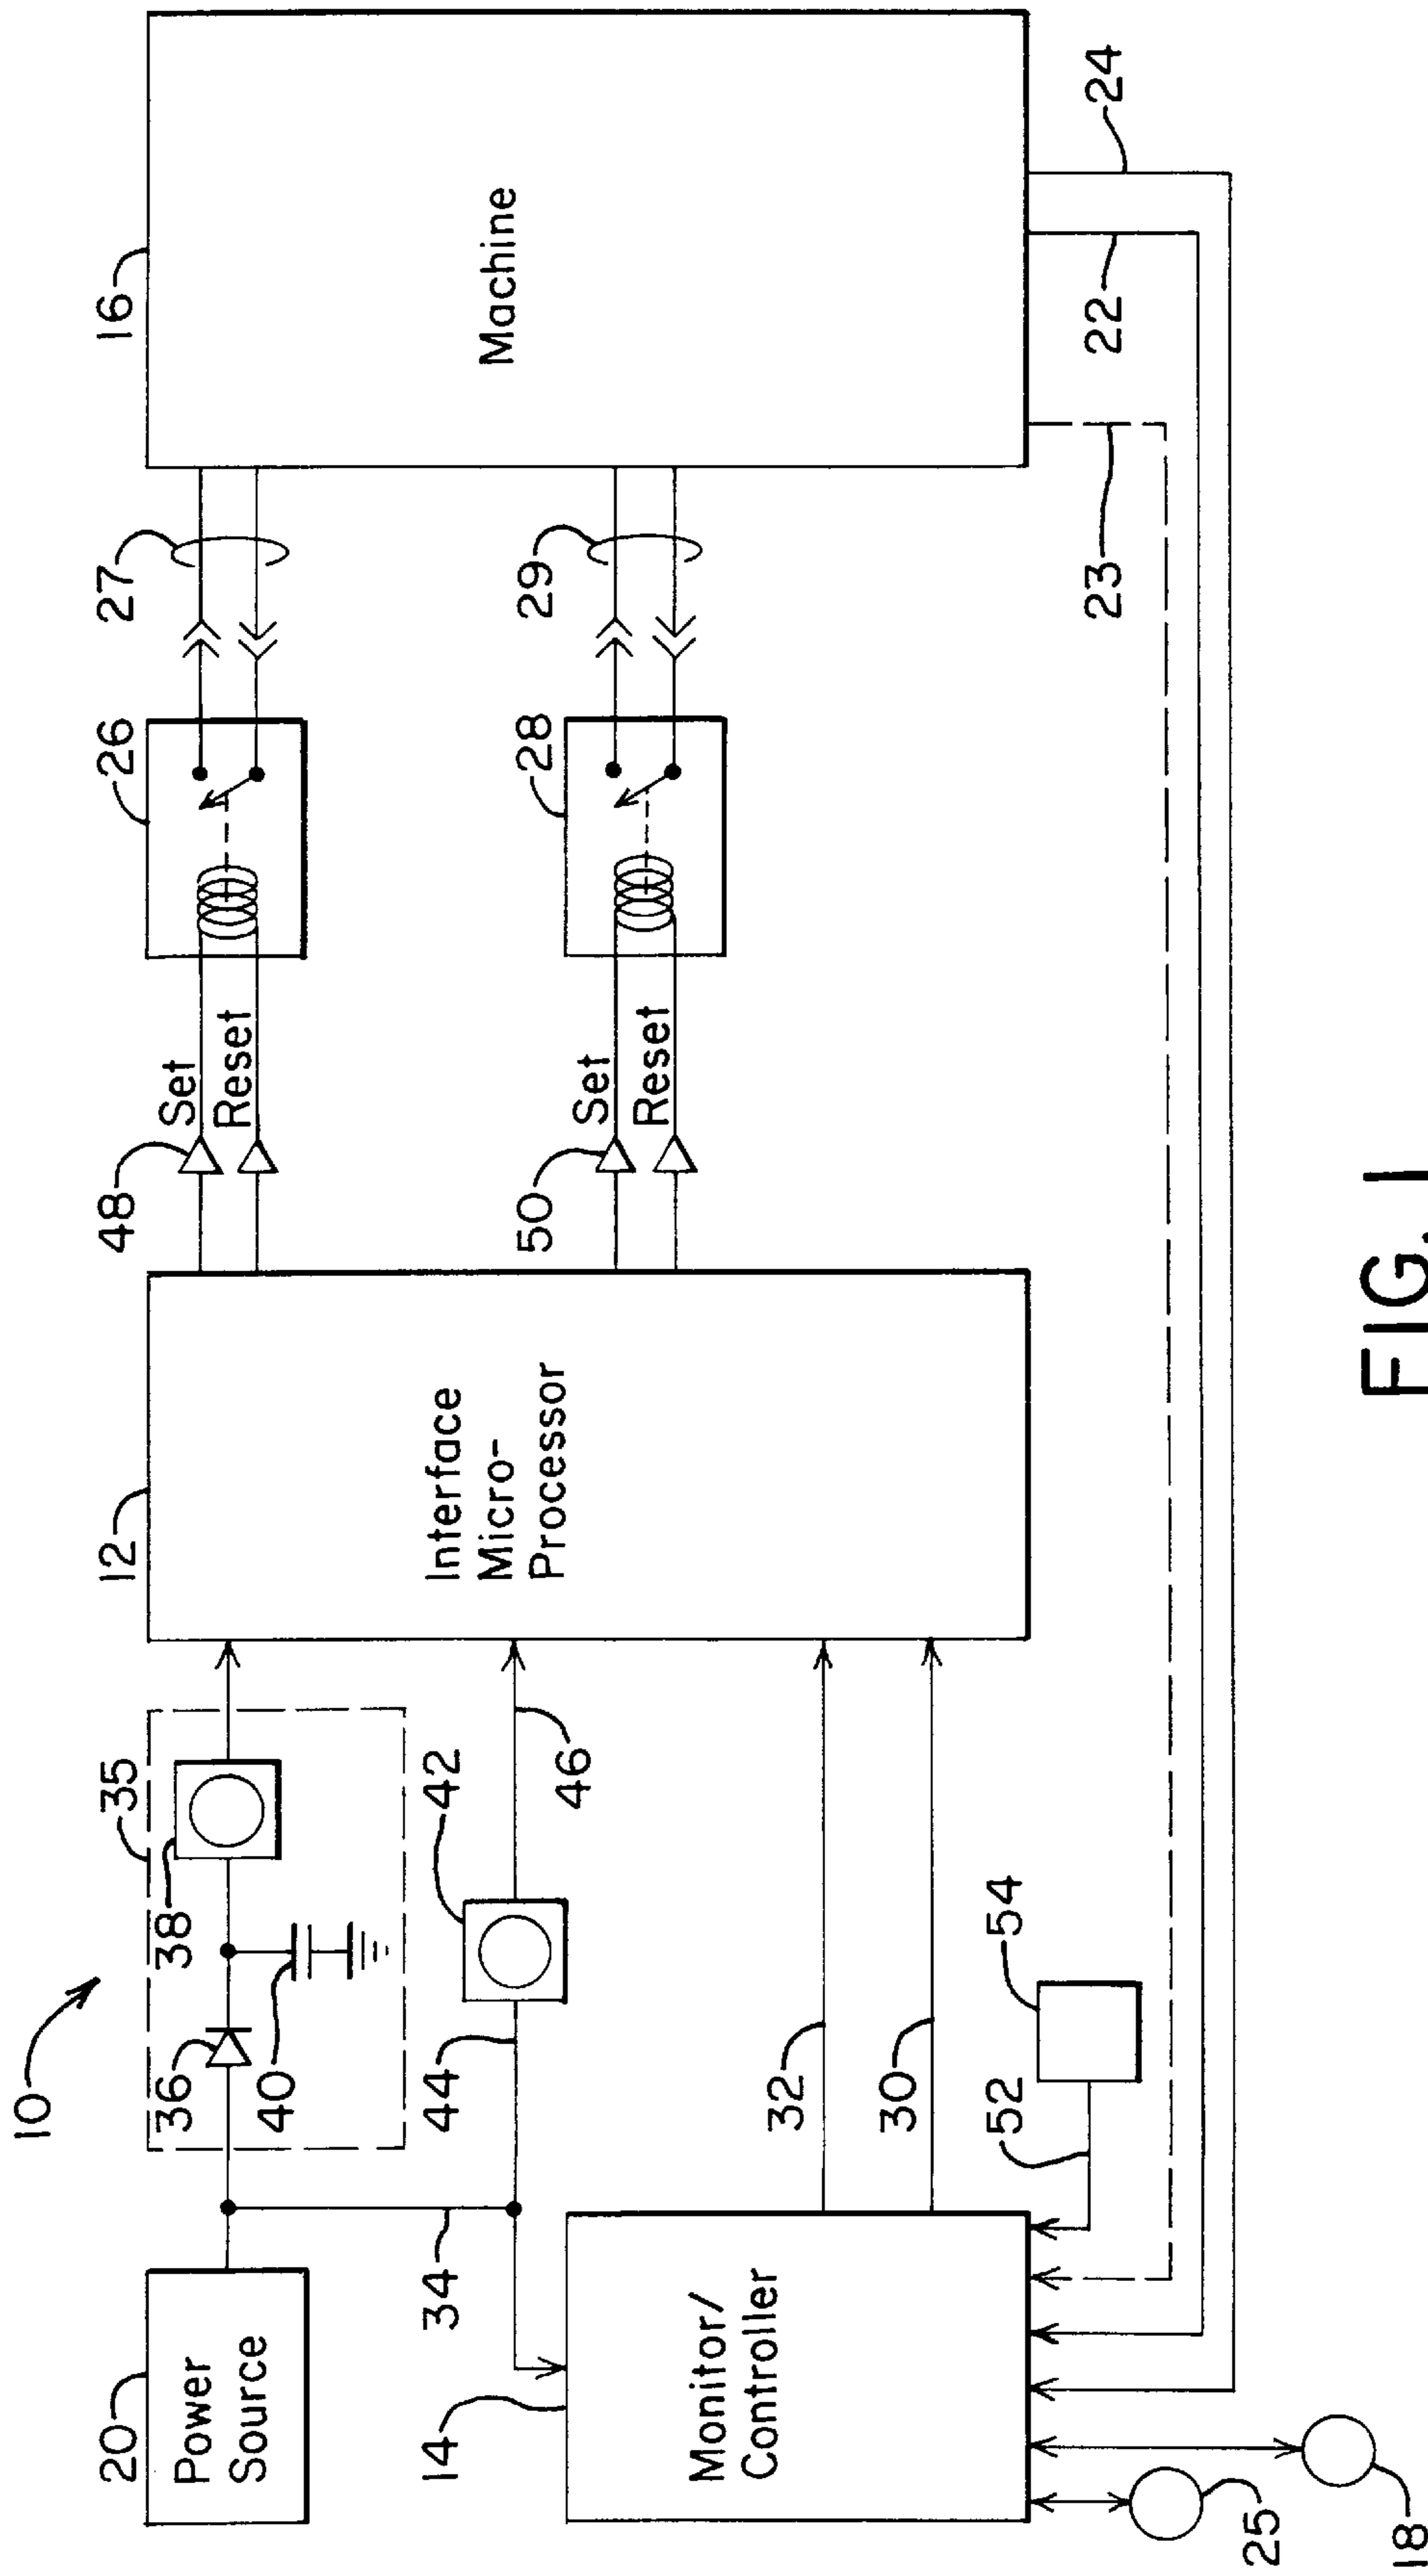 10
20
Power
Source
34
36
38
35
40
44
42
46
14
Monitor/
Controller
32
30
52
54
25
18
12
Interface
Micro-
Processor
48
Set
Reset
50
Set
Reset
26
27
28
29
16
Machine
23
22
24
FIG. 1